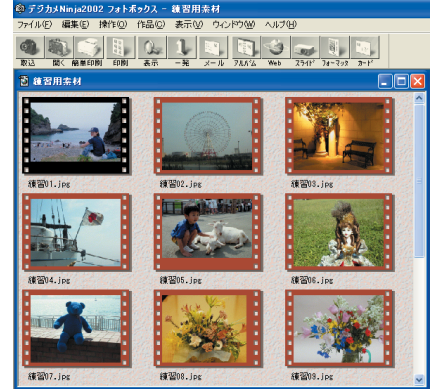 デジカメNinja2002 フォトボックス - 練習用素材
ファイル(F) 編集(E) 操作(O) 作品(C) 表示(V) ウィンドウ(W) ヘルプ(H)
取込 開く 簡単印刷 印刷 表示 一発 メール アルバム Web スライド フォーマック カード
練習用素材
練習01.jpg 練習02.jpg 練習03.jpg
練習04.jpg 練習05.jpg 練習06.jpg
練習07.jpg 練習08.jpg 練習09.jpg